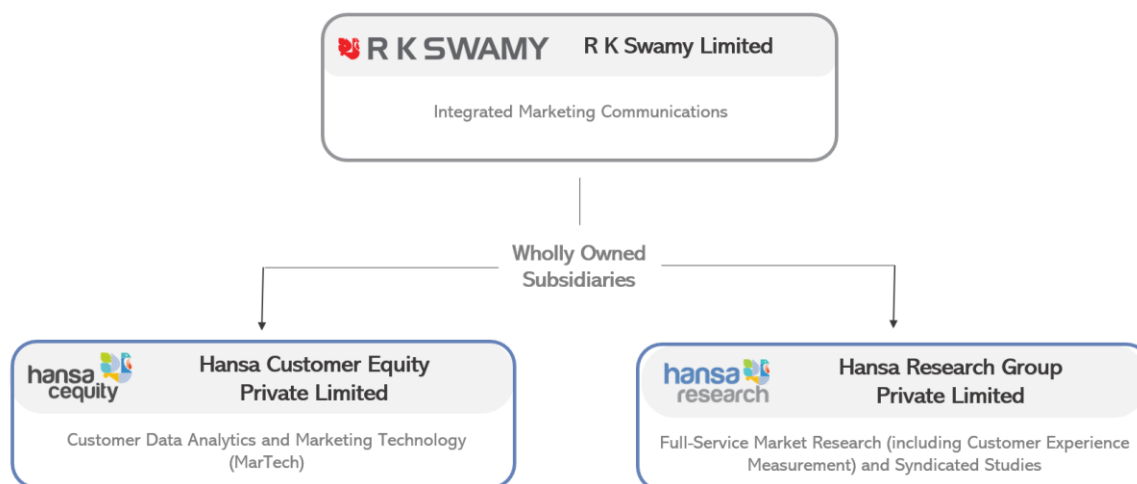 R K SWAMY R K Swamy Limited
Integrated Marketing Communications
Wholly Owned
Subsidiaries
hansa
cequity
Hansa Customer Equity
Private Limited
Customer Data Analytics and Marketing Technology
(MarTech)
hansa
research
Hansa Research Group
Private Limited
Full-Service Market Research (including Customer Experience
Measurement) and Syndicated Studies